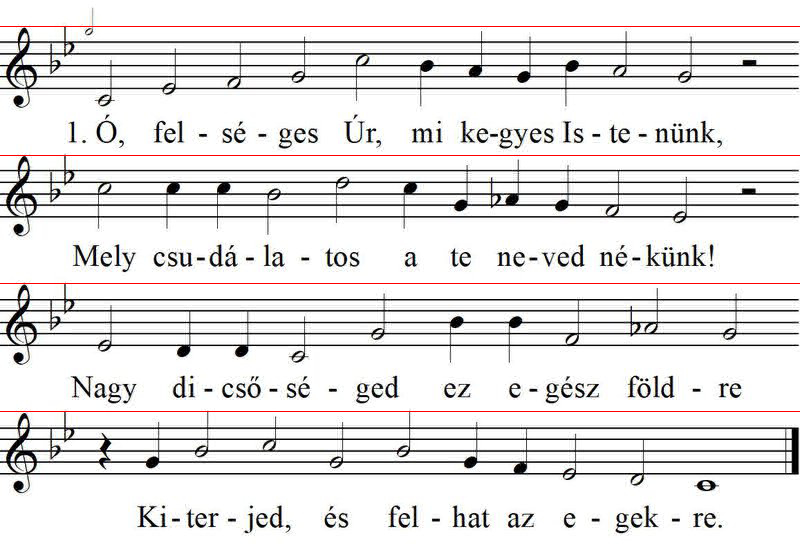 1. Ó, fel - sé - ges Úr, mi ke-gyes Is - te - nünk,
Mely csu-dá-la - tos a te ne-ved né-künk!
Nagy di-cső-sé - ged ez e-gész föld - re
Ki-ter - jed, és fel-hat az e - gek - re.